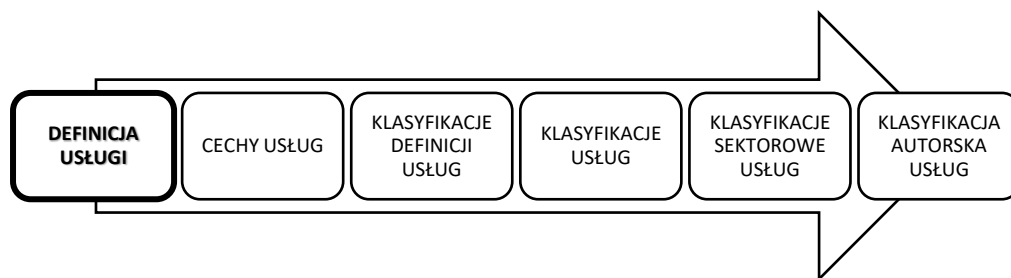 DEFINICJA
USŁUGI
CECHY USŁUG
KLASYFIKACJE
DEFINICJI
USŁUG
KLASYFIKACJE
USŁUG
KLASYFIKACJE
SEKTOROWE
USŁUG
KLASYFIKACJA
AUTORSKA
USŁUG